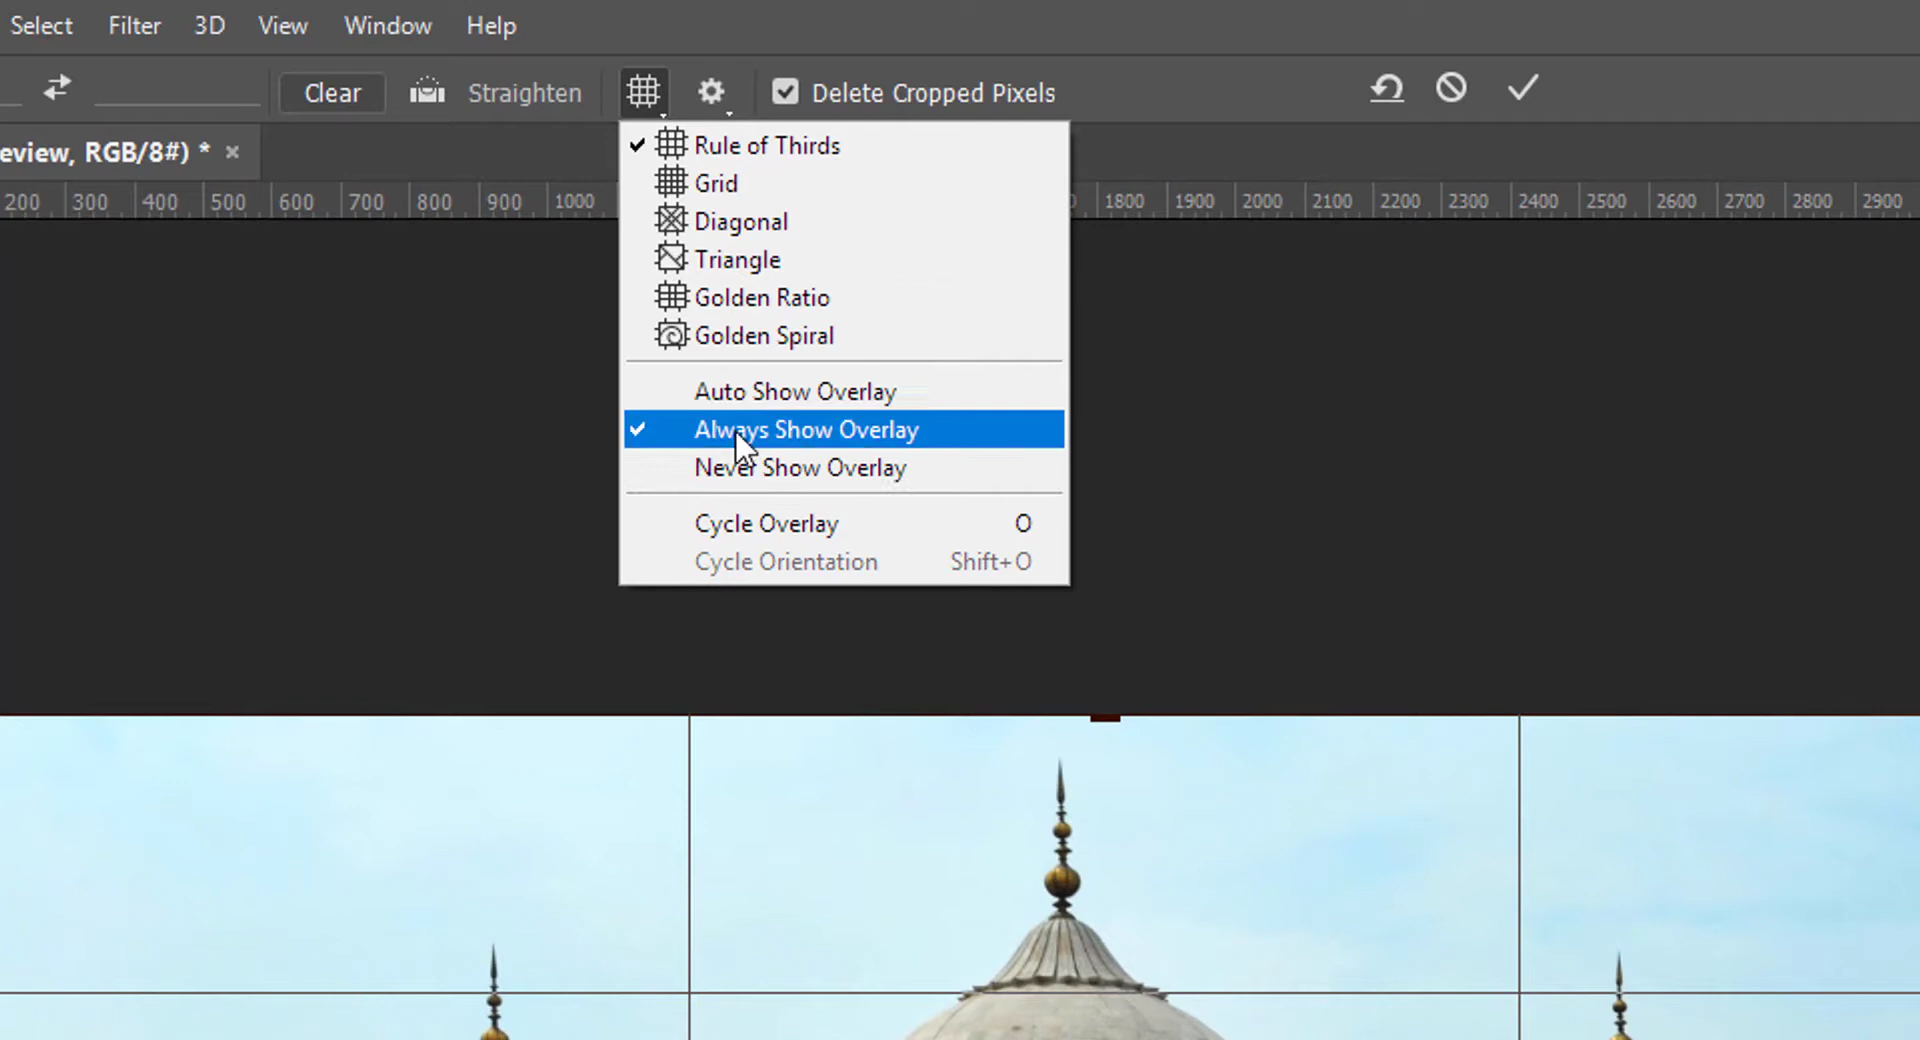 Select Filter 3D View Window Help
Clear Straighten Delete Cropped Pixels
eview, RGB/8#) * ×
200 300 400 500 600 700 800 900 1000 0 1800 1900 2000 2100 2200 2300 2400 2500 2600 2700 2800 2900
Rule of Thirds
Grid
Diagonal
Triangle
Golden Ratio
Golden Spiral
Auto Show Overlay
Always Show Overlay
Never Show Overlay
Cycle Overlay O
Cycle Orientation Shift+O